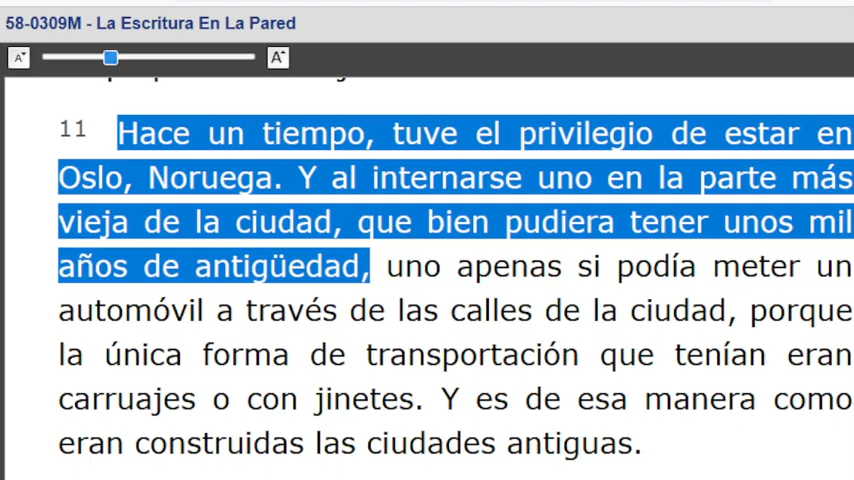 58-0309M - La Escritura En La Pared
A A
11 Hace un tiempo, tuve el privilegio de estar en
Oslo, Noruega. Y al internarse uno en la parte más
vieja de la ciudad, que bien pudiera tener unos mil
años de antigüedad, uno apenas si podía meter un
automóvil a través de las calles de la ciudad, porque
la única forma de transportación que tenían eran
carruajes o con jinetes. Y es de esa manera como
eran construidas las ciudades antiguas.